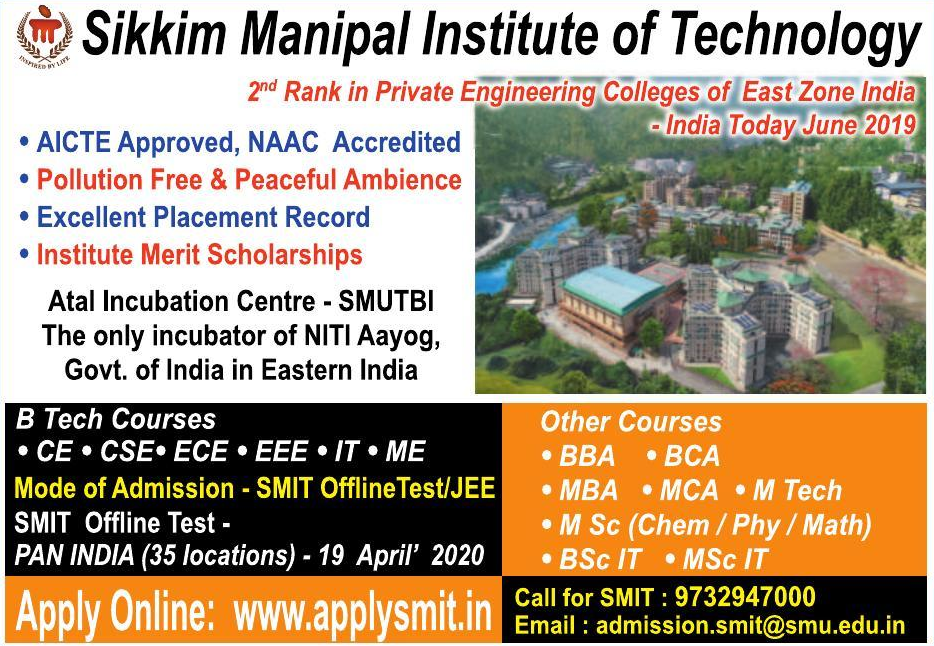 INSPIRED BY LIFE
Sikkim Manipal Institute of Technology
2nd Rank in Private Engineering Colleges of East Zone India
- India Today June 2019
• AICTE Approved, NAAC Accredited
• Pollution Free & Peaceful Ambience
• Excellent Placement Record
• Institute Merit Scholarships
Atal Incubation Centre - SMUTBI
The only incubator of NITI Aayog,
Govt. of India in Eastern India
B Tech Courses
• CE • CSE• ECE • EEE • IT • ME
Mode of Admission - SMIT OfflineTest/JEE
SMIT Offline Test -
PAN INDIA (35 locations) - 19 April’ 2020
Other Courses
• BBA • BCA
• MBA • MCA • M Tech
• M Sc (Chem / Phy / Math)
• BSc IT • MSc IT
Apply Online: www.applysmit.in
Call for SMIT : 9732947000
Email : admission.smit@smu.edu.in